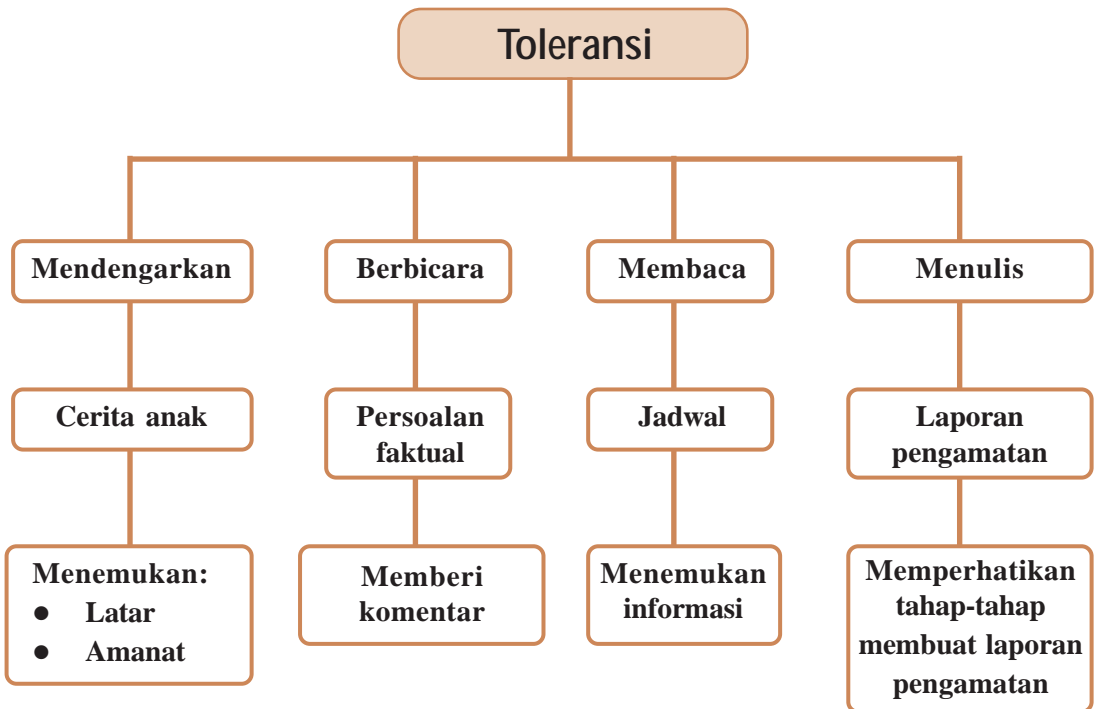 Toleransi
Mendengarkan
Berbicara
Membaca
Menulis
Cerita anak
Persoalan
faktual
Jadwal
Laporan
pengamatan
Menemukan:
● Latar
● Amanat
Memberi
komentar
Menemukan
informasi
Memperhatikan
tahap-tahap
membuat laporan
pengamatan